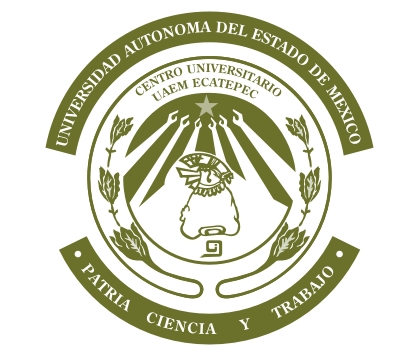 UNIVERSIDAD AUTONOMA DEL ESTADO DE MEXICO
CENTRO UNIVERSITARIO
UAEM ECATEPEC
• PATRIA CIENCIA Y TRABAJO •